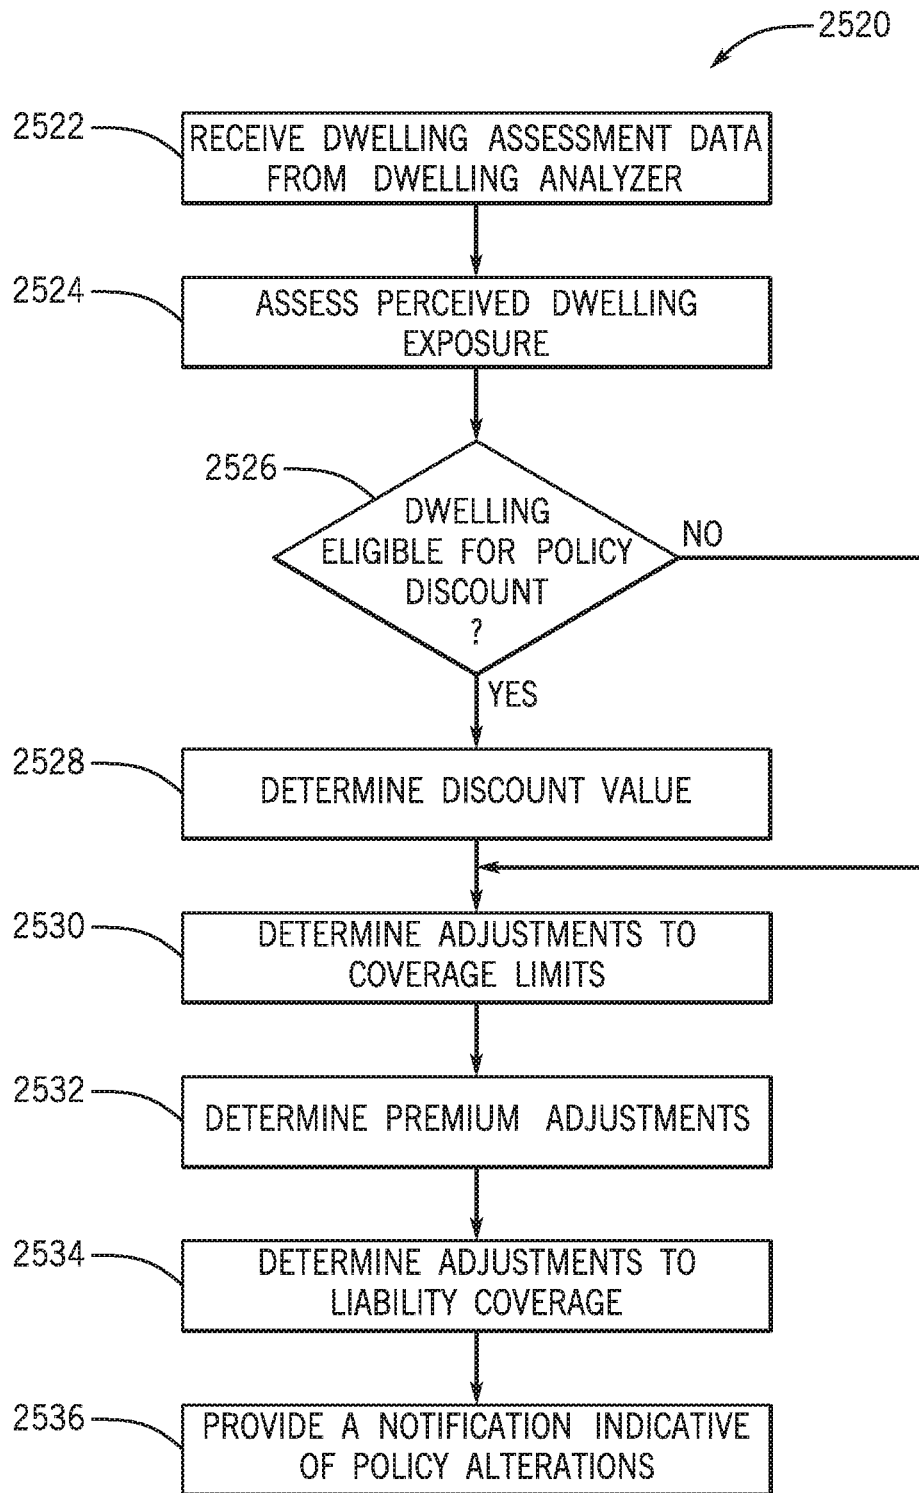 2520
2522
RECEIVE DWELLING ASSESSMENT DATA
FROM DWELLING ANALYZER
2524
ASSESS PERCEIVED DWELLING
EXPOSURE
2526
DWELLING
ELIGIBLE FOR POLICY
DISCOUNT
?
NO
YES
2528
DETERMINE DISCOUNT VALUE
2530
DETERMINE ADJUSTMENTS TO
COVERAGE LIMITS
2532
DETERMINE PREMIUM ADJUSTMENTS
2534
DETERMINE ADJUSTMENTS TO
LIABILITY COVERAGE
2536
PROVIDE A NOTIFICATION INDICATIVE
OF POLICY ALTERATIONS